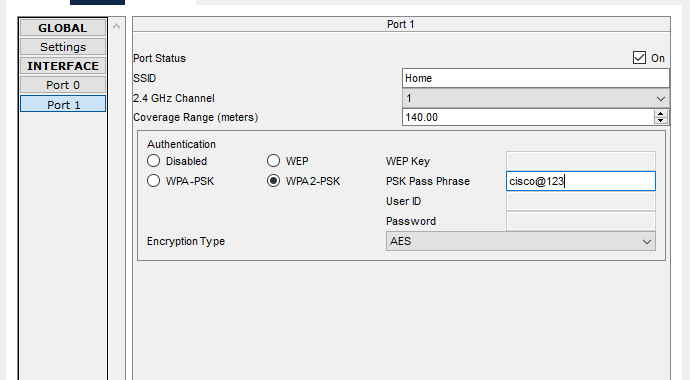 GLOBAL
Settings
INTERFACE
Port 0
Port 1
Port 1
Port Status On
SSID Home
2.4 GHz Channel 1
Coverage Range (meters) 140.00
Authentication
Disabled WEP WEP Key
WPA-PSK WPA2-PSK PSK Pass Phrase cisco@123
User ID
Password
Encryption Type AES